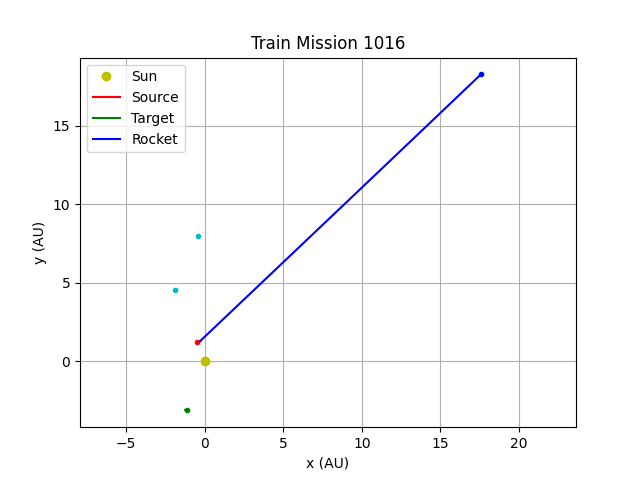 Train Mission 1016
Sun
Source
Target
Rocket
15
10
5
0
−5
0
5
10
15
20
y (AU)
x (AU)